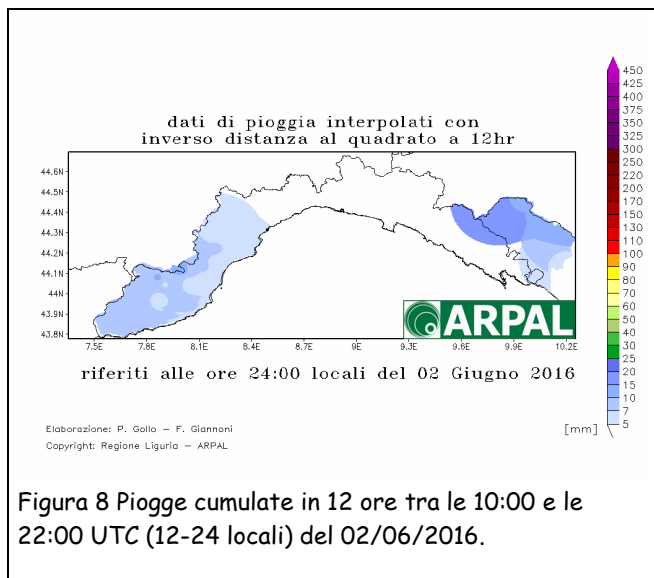 dati di pioggia interpolati con
inverso distanza al quadrato a 12hr
450
425
400
375
325
300
250
200
170
150
130
110
100
90
80
70
60
50
40
30
25
20
15
10
7
5
44.6N
44.5N
44.4N
44.3N
44.2N
44.1N
44N
43.9N
43.8N
7.5E 7.8E 8.1E 8.4E 8.7E 9E 9.3E 9.6E 9.9E 10.2E
ARPAL
riferiti alle ore 24:00 locali del 02 Giugno 2016
[mm]
Elaborazione: P. Gollo – F. Giannoni
Copyright: Regione Liguria – ARPAL
Figura 8 Piogge cumulate in 12 ore tra le 10:00 e le
22:00 UTC (12-24 locali) del 02/06/2016.